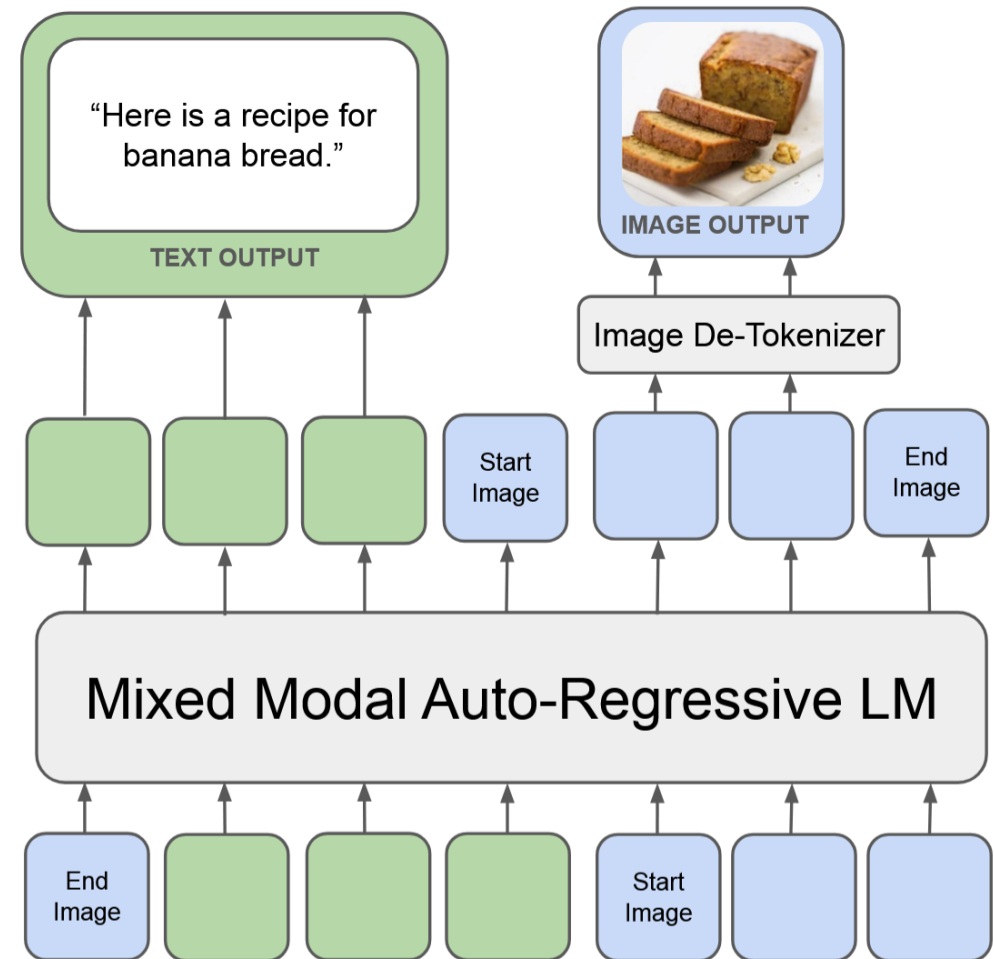 “Here is a recipe for
banana bread.”
TEXT OUTPUT
IMAGE OUTPUT
Image De-Tokenizer
Start
Image
End
Image
Mixed Modal Auto-Regressive LM
End
Image
Start
Image